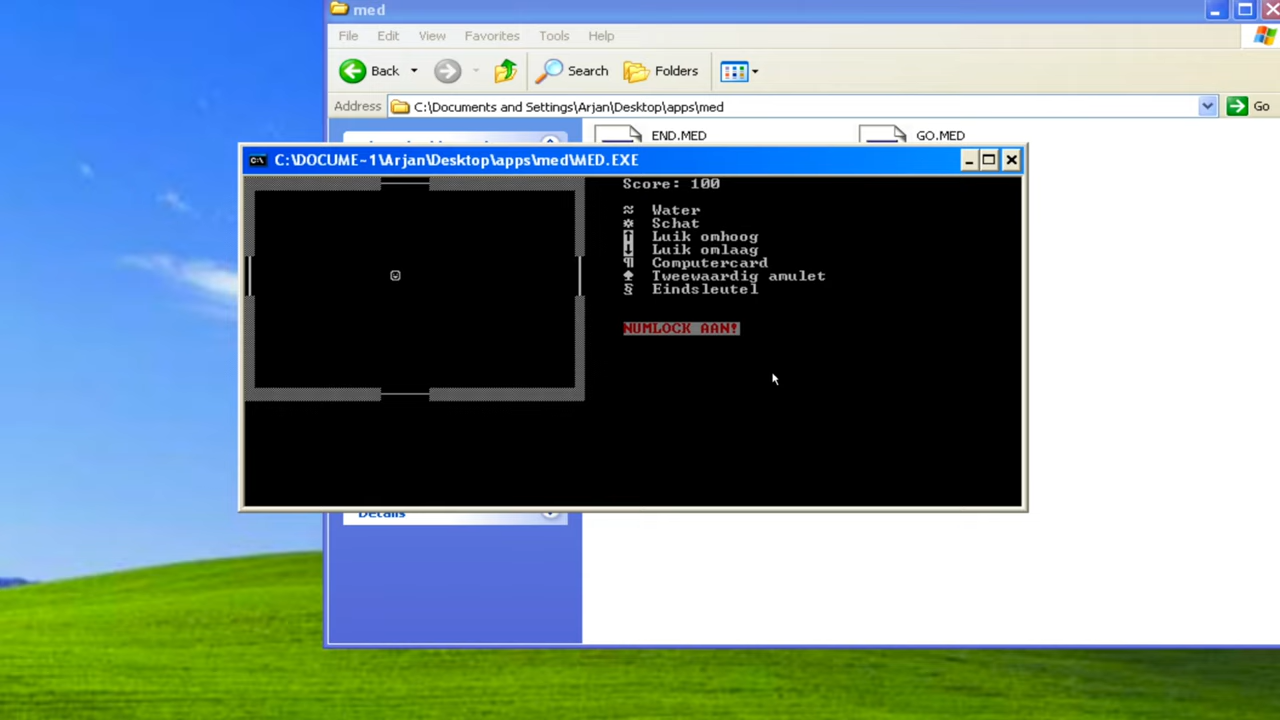 med
File Edit View Favorites Tools Help
Back Search Folders
Address C:\Documents and Settings\Arjan\Desktop\apps\med Go
END.MED GO.MED
C:\DOCUME~1\Arjan\Desktop\apps\med\MED.EXE
Score: 100
≈ Water
☼ Schat
↑ Luik omhoog
↓ Luik omlaag
¶ Computercard
♠ Tweewaardig amulet
§ Eindsleutel
NUMLOCK AAN!
Details